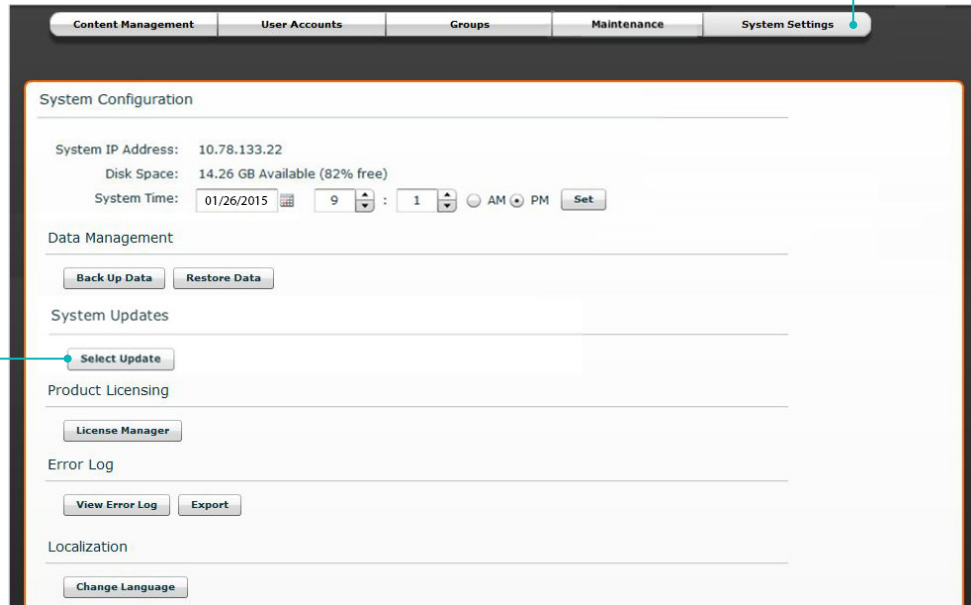 Content Management User Accounts Groups Maintenance System Settings
System Configuration
System IP Address: 10.78.133.22
Disk Space: 14.26 GB Available (82% free)
System Time: 01/26/2015 9 : 1 AM PM Set
Data Management
Back Up Data Restore Data
System Updates
Select Update
Product Licensing
License Manager
Error Log
View Error Log Export
Localization
Change Language